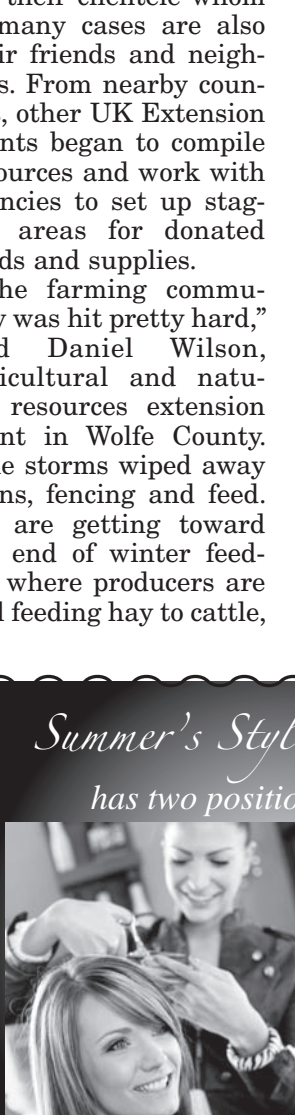 their clientele whom
many cases are also
ir friends and neigh-
s. From nearby coun-
, other UK Extension
nts began to compile
ources and work with
ncies to set up stag-
areas for donated
ds and supplies.
he farming commu-
y was hit pretty hard,”
d Daniel Wilson,
icultural and natu-
resources extension
nt in Wolfe County.
e storms wiped away
ns, fencing and feed.
are getting toward
end of winter feed-
where producers are
l feeding hay to cattle,
Summer’s Styl
has two positio